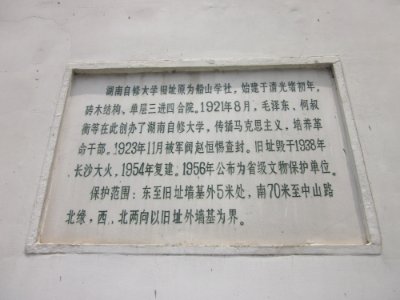 湖南自修大学旧址原为船山学社，始建于清光绪初年，
砖木结构、单层三进四合院。1921年8月，毛泽东、何叔
衡等在此创办了湖南自修大学，传播马克思主义，培养革
命干部。1923年11月被军阀赵恒惕查封。旧址毁于1938年
长沙大火，1954年复建。1956年公布为省级文物保护单位。
保护范围：东至旧址墙基外5米处，南70米至中山路
北缘，西、北两向以旧址外墙基为界。